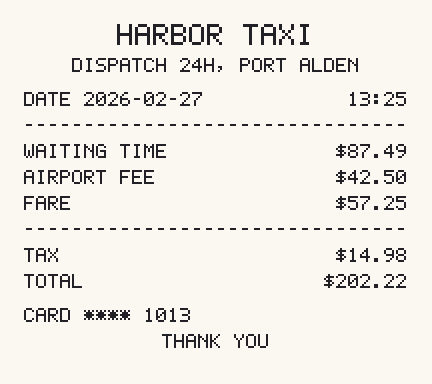 HARBOR TAXI
DISPATCH 24H, PORT ALDEN
DATE 2026-02-27 13:25
--------------------------------
WAITING TIME $87.49
AIRPORT FEE $42.50
FARE $57.25
--------------------------------
TAX $14.98
TOTAL $202.22
CARD **** 1013
THANK YOU